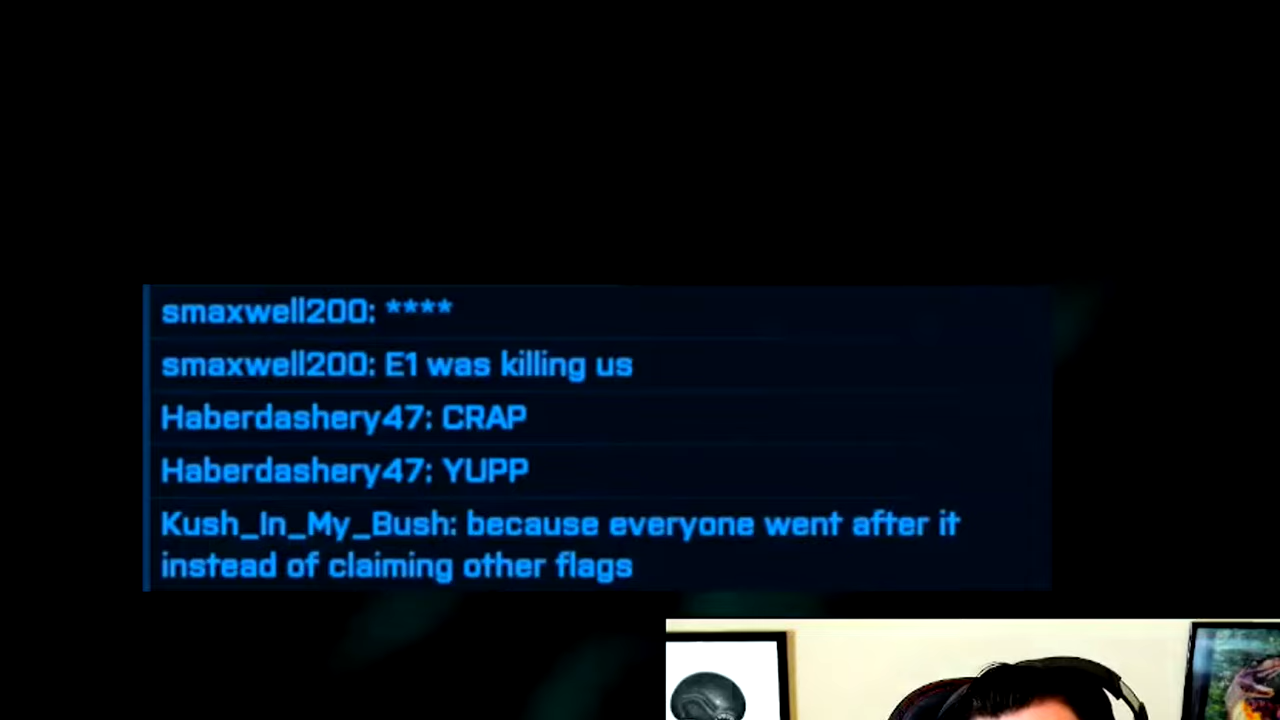 smaxwell200: ****
smaxwell200: E1 was killing us
Haberdashery47: CRAP
Haberdashery47: YUPP
Kush_In_My_Bush: because everyone went after it
instead of claiming other flags